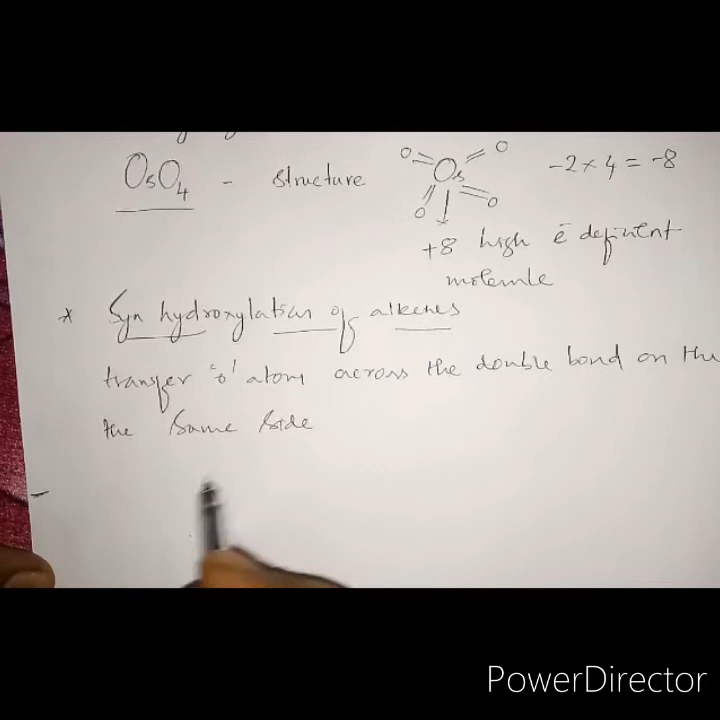 OsO4 - structure O O Os O O -2×4 = -8
+8 high e̅ deficient
molecule
* Syn hydroxylation of alkenes
transfer 'o' atom across the double bond on the
the same side
PowerDirector